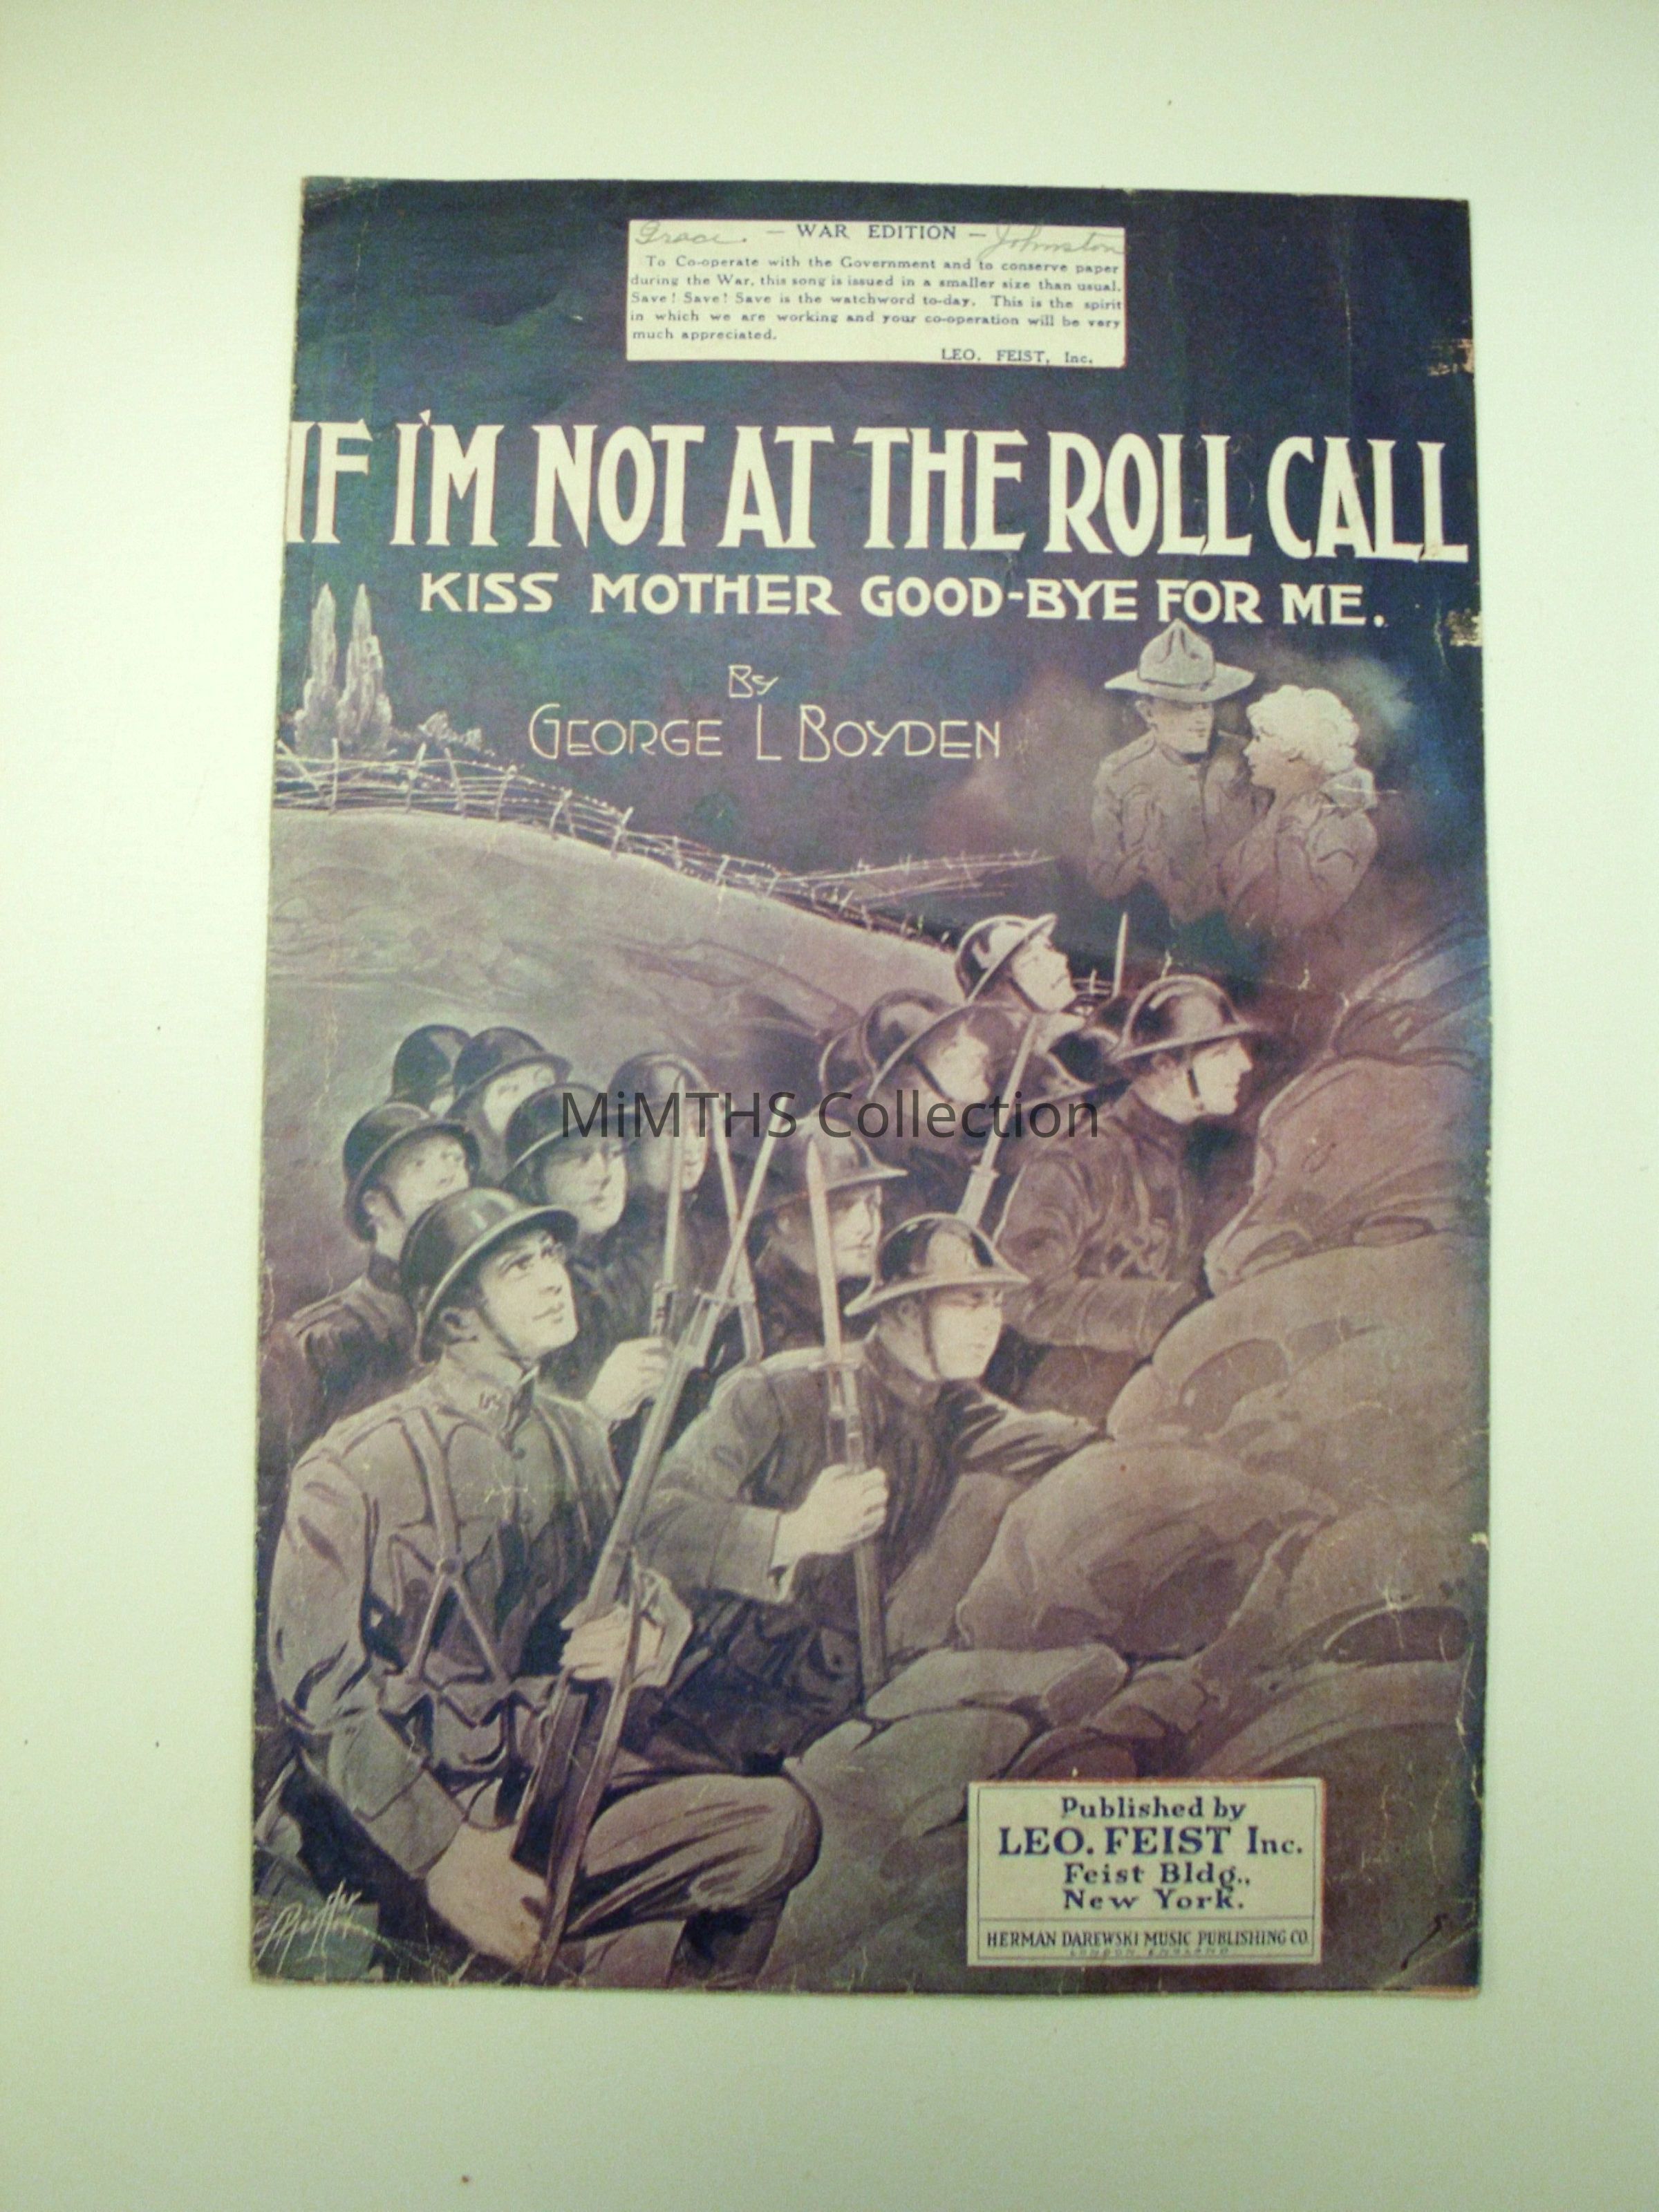 Grace. — WAR EDITION — Johnston
To Co-operate with the Government and to conserve paper
during the War, this song is issued in a smaller size than usual.
Save! Save! Save is the watchword to-day. This is the spirit
in which we are working and your co-operation will be very
much appreciated.
LEO. FEIST, Inc.
IF I'M NOT AT THE ROLL CALL
KISS MOTHER GOOD-BYE FOR ME.
By
GEORGE L BOYDEN
MiMTHS Collection
US
Published by
LEO. FEIST Inc.
Feist Bldg.,
New York.
HERMAN DAREWSKI MUSIC PUBLISHING CO
LONDON, ENGLAND